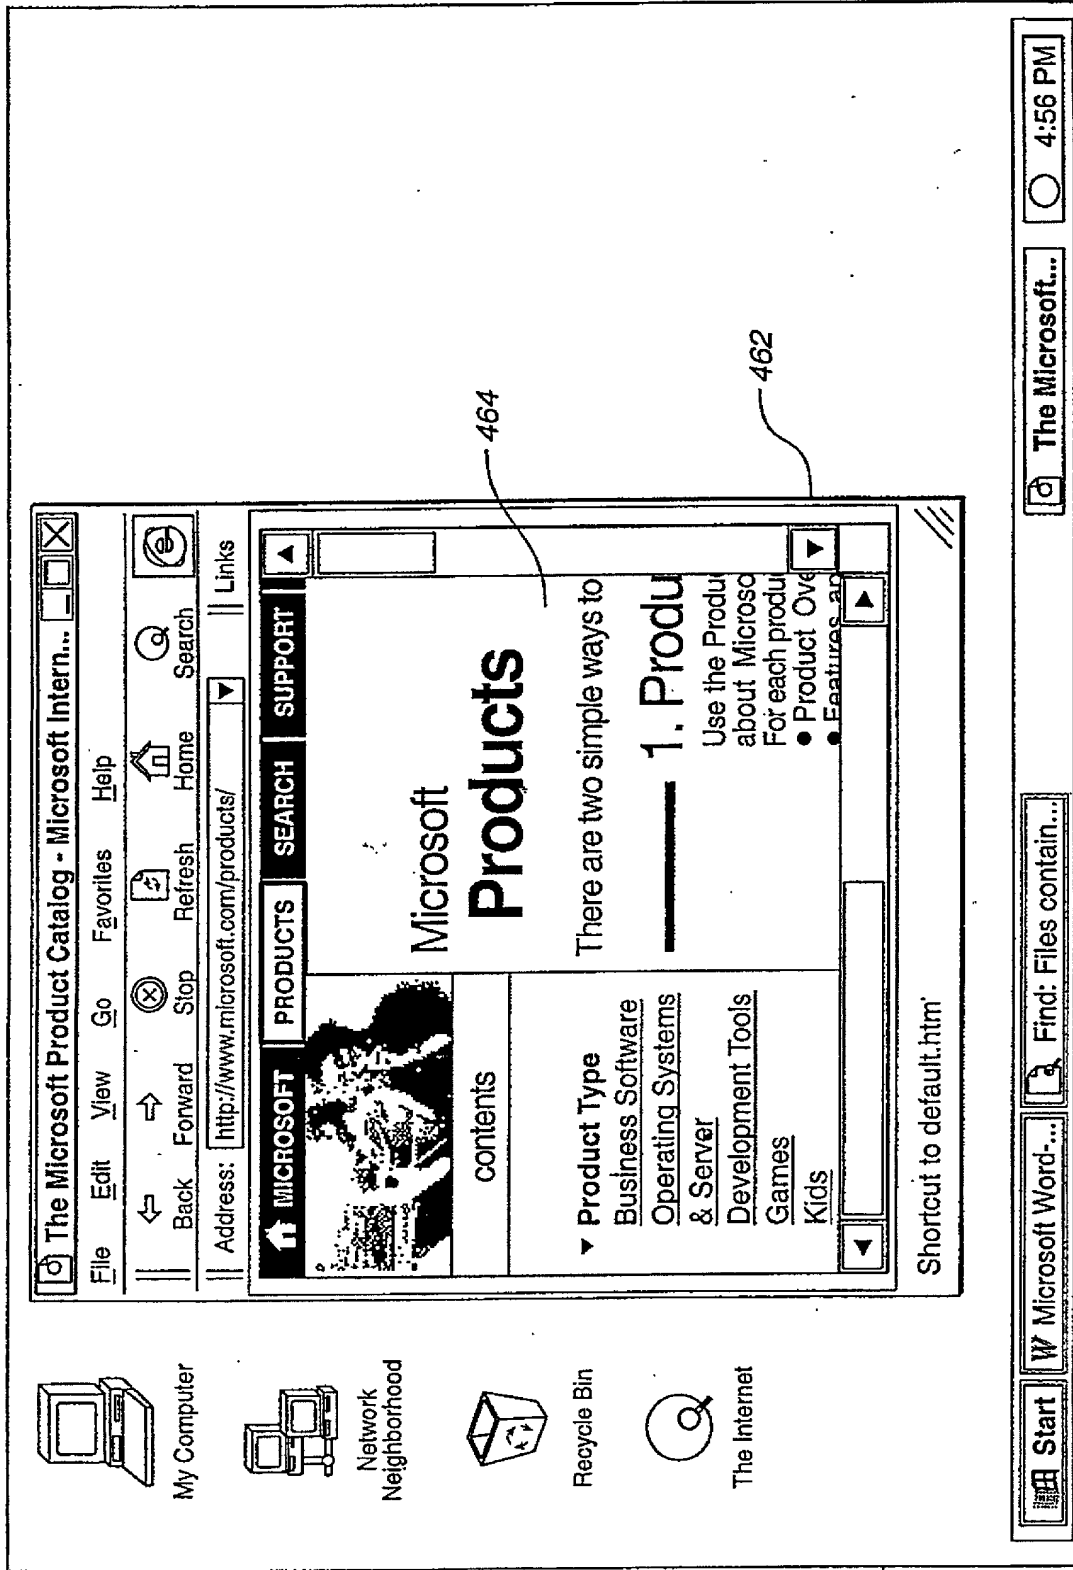 My Computer
Network
Neighborhood
Recycle Bin
The Internet
The Microsoft Product Catalog - Microsoft Intern...
File Edit View Go Favorites Help
Back Forward Stop Refresh Home Search
Address: http://www.microsoft.com/products/ Links
MICROSOFT PRODUCTS SEARCH SUPPORT
contents
▼ Product Type
Business Software
Operating Systems
& Server
Development Tools
Games
Kids
Microsoft
Products
There are two simple ways to
1. Produ
Use the Produ
about Microso
For each produ
• Product Ove
• Features an
Shortcut to default.htm'
464
462
Start W Microsoft Word-... Find: Files contain... The Microsoft... 4:56 PM